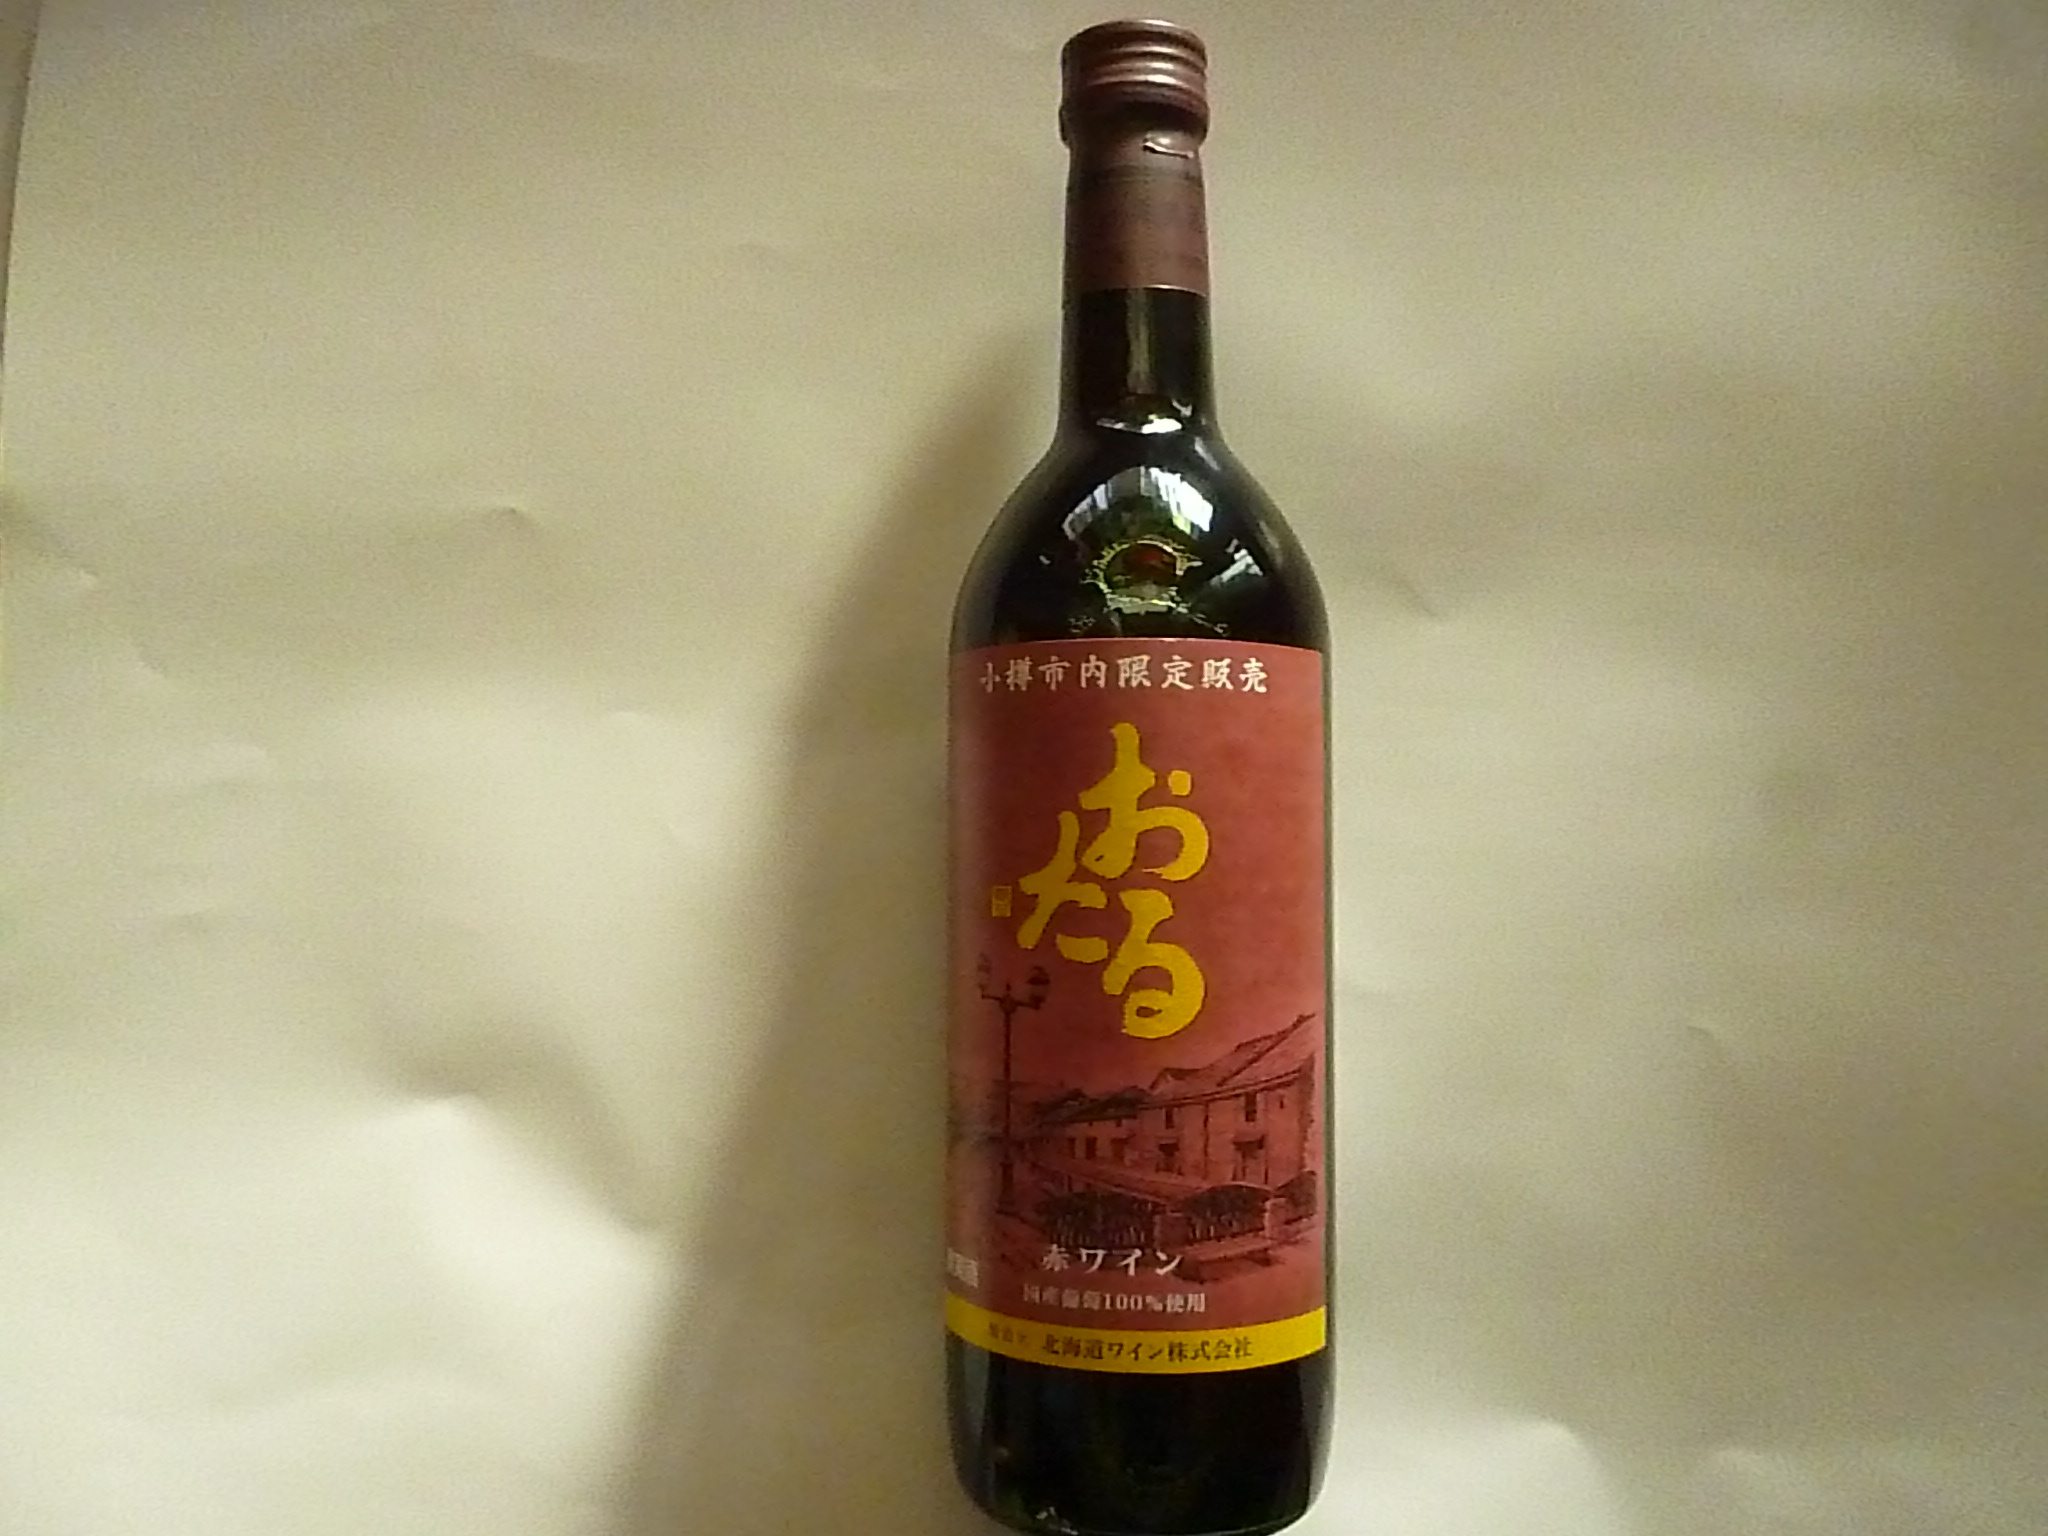 小樽市内限定販売
おたる
赤ワイン
国産葡萄100%使用
北海道ワイン株式会社